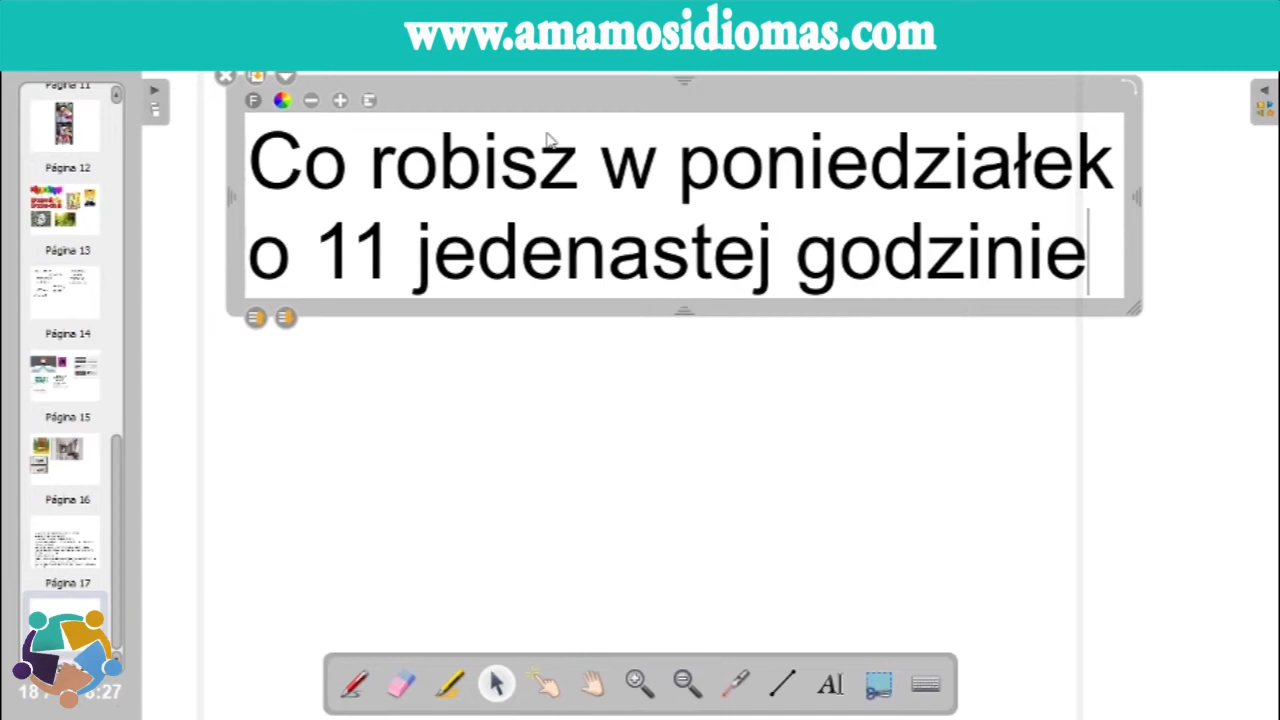 www.amamosidiomas.com
Página 11
Página 12
Página 13
Página 14
Página 15
Página 16
Página 17
F
Co robisz w poniedziałek
o 11 jedenastej godzinie
AI